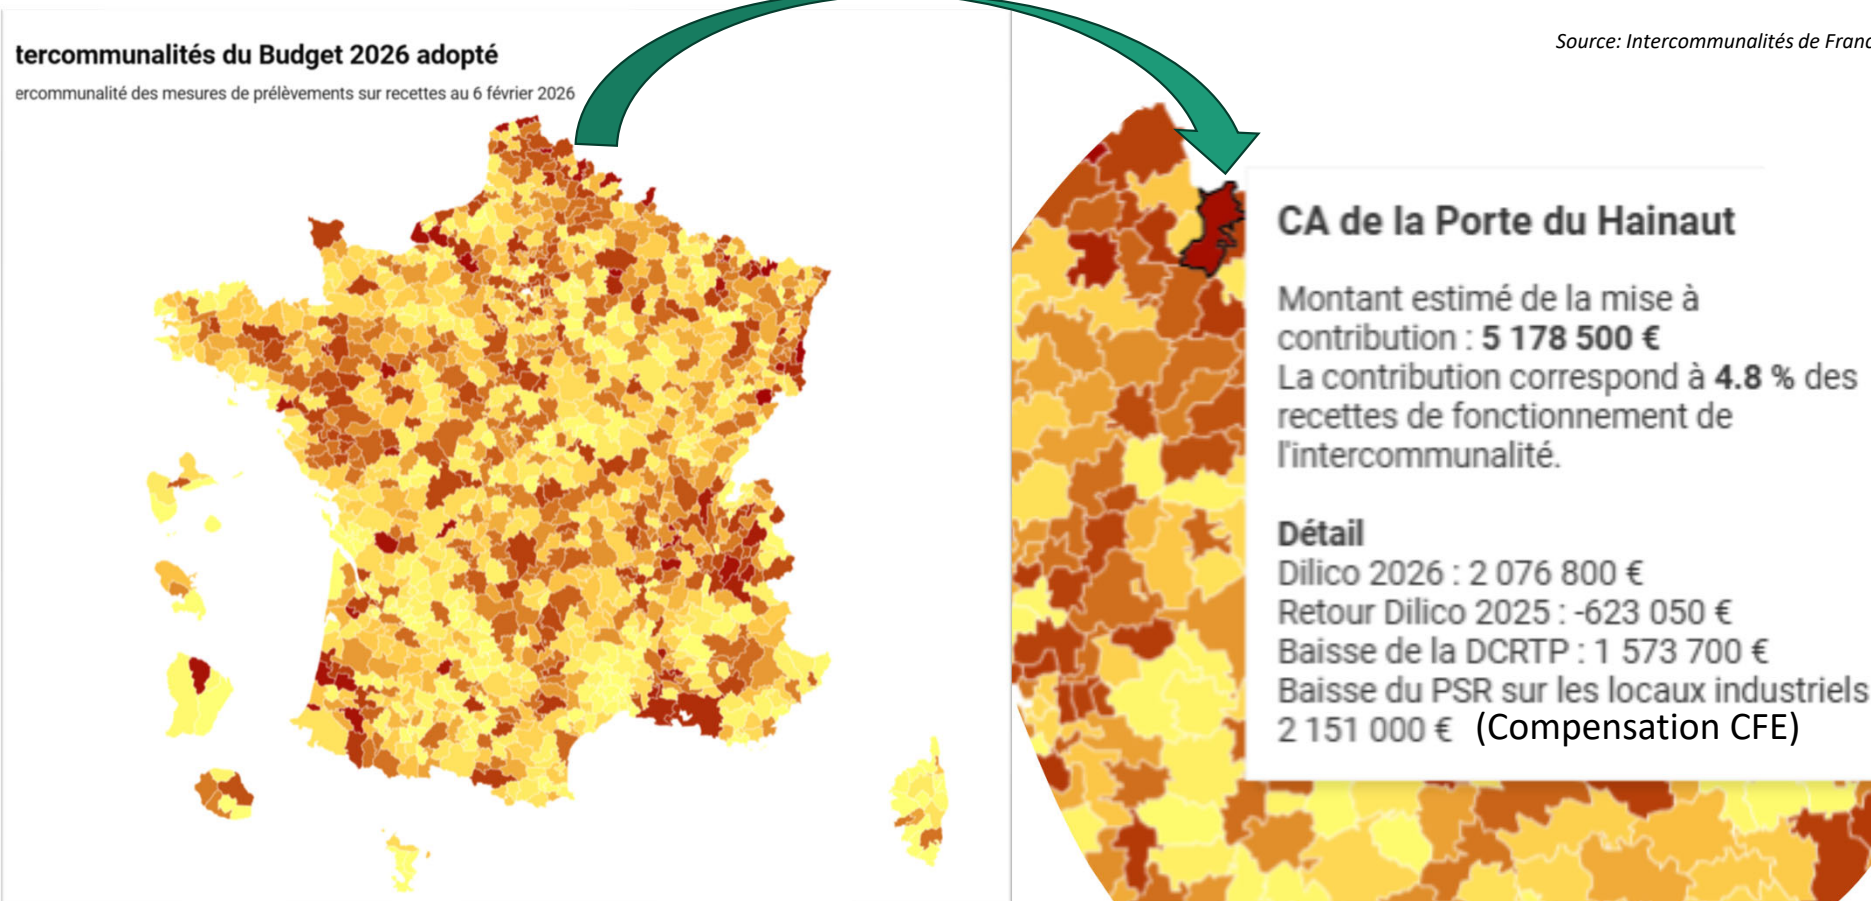 tercommunalités du Budget 2026 adopté
ercommunalité des mesures de prélèvements sur recettes au 6 février 2026
Source: Intercommunalités de Franc
CA de la Porte du Hainaut
Montant estimé de la mise à
contribution : 5 178 500 €
La contribution correspond à 4.8 % des
recettes de fonctionnement de
l'intercommunalité.
Détail
Dilico 2026 : 2 076 800 €
Retour Dilico 2025 : -623 050 €
Baisse de la DCRTP : 1 573 700 €
Baisse du PSR sur les locaux industriels
2 151 000 € (Compensation CFE)